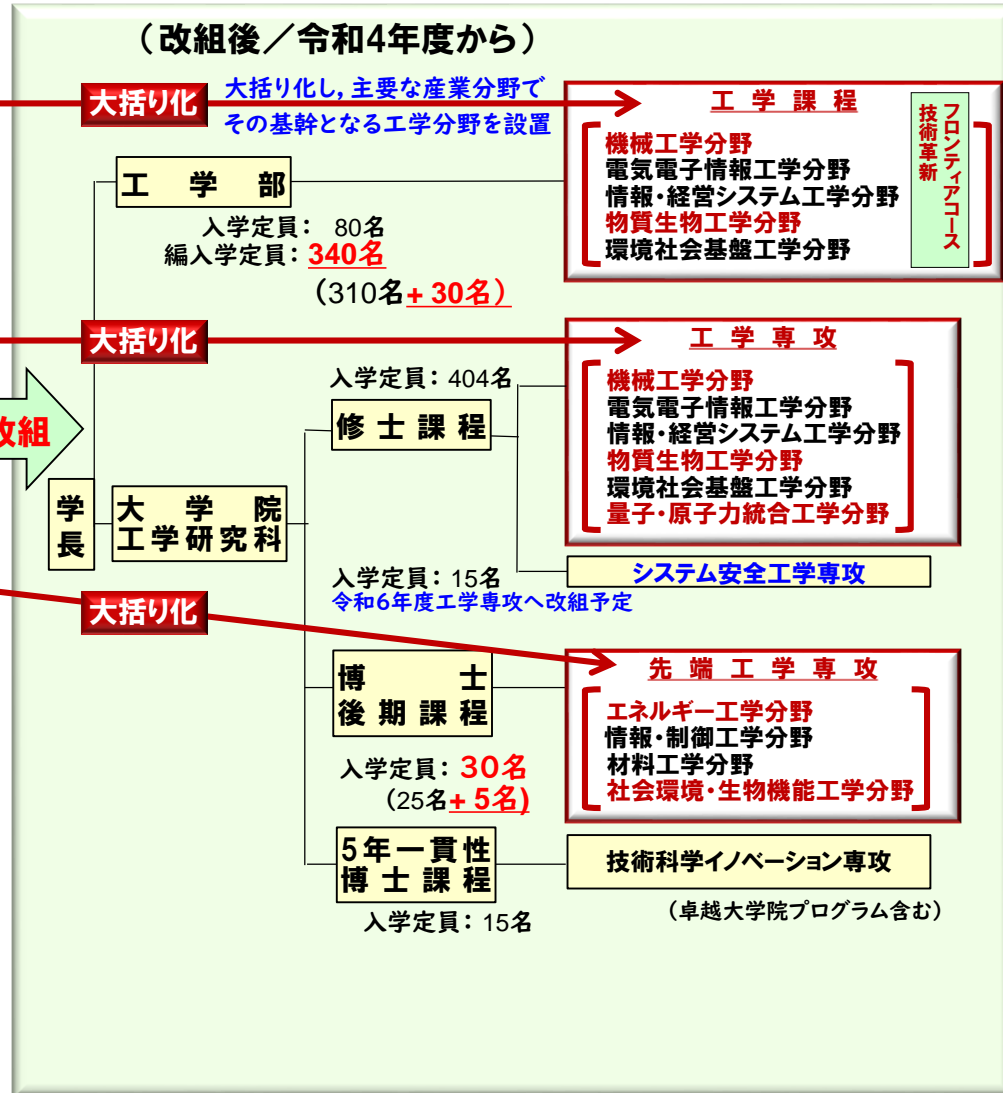 (改組後/令和4年度から)
大括り化
大括り化し,主要な産業分野で
その基幹となる工学分野を設置
工学課程
機械工学分野
電気電子情報工学分野
情報・経営システム工学分野
物質生物工学分野
環境社会基盤工学分野
技術革新
フロンティアコース
工学部
入学定員: 80名
編入学定員: 340名
(310名+ 30名)
大括り化
工学専攻
機械工学分野
電気電子情報工学分野
情報・経営システム工学分野
物質生物工学分野
環境社会基盤工学分野
量子・原子力統合工学分野
入学定員: 404名
修士課程
改組
学長
大学院
工学研究科
入学定員: 15名
令和6年度工学専攻へ改組予定
システム安全工学専攻
大括り化
博士
後期課程
入学定員: 30名
(25名+ 5名)
先端工学専攻
エネルギー工学分野
情報・制御工学分野
材料工学分野
社会環境・生物機能工学分野
5年一貫性
博士課程
入学定員: 15名
技術科学イノベーション専攻
(卓越大学院プログラム含む)